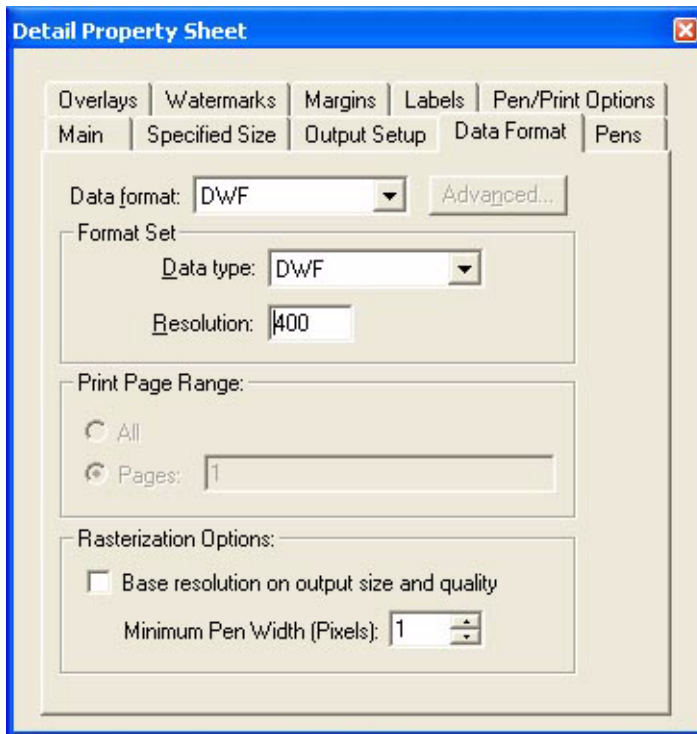 Detail Property Sheet
Overlays Watermarks Margins Labels Pen/Print Options
Main Specified Size Output Setup Data Format Pens
Data format: DWF Advanced...
Format Set
Data type: DWF
Resolution: 400
Print Page Range:
All
Pages: 1
Rasterization Options:
Base resolution on output size and quality
Minimum Pen Width (Pixels): 1